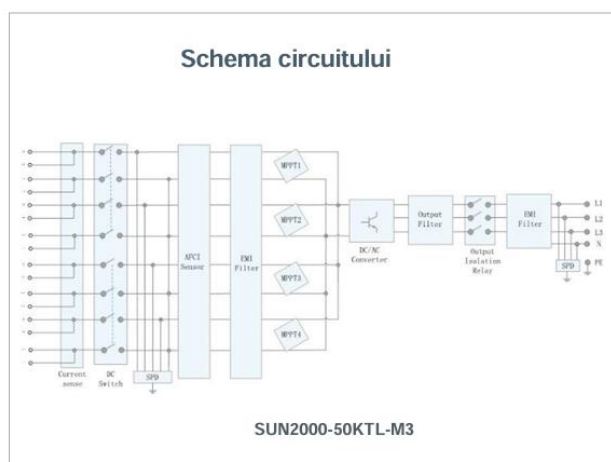 Schema circuitului
MPPT1
MPPT2
MPPT3
MPPT4
AFCI
Sensor
EMI
Filter
DC/AC
Converter
Output
Filter
Output
Isolation
Relay
EMI
Filter
L1
L2
L3
N
PE
SPD
SPD
Current
sense
DC
Switch
SUN2000-50KTL-M3